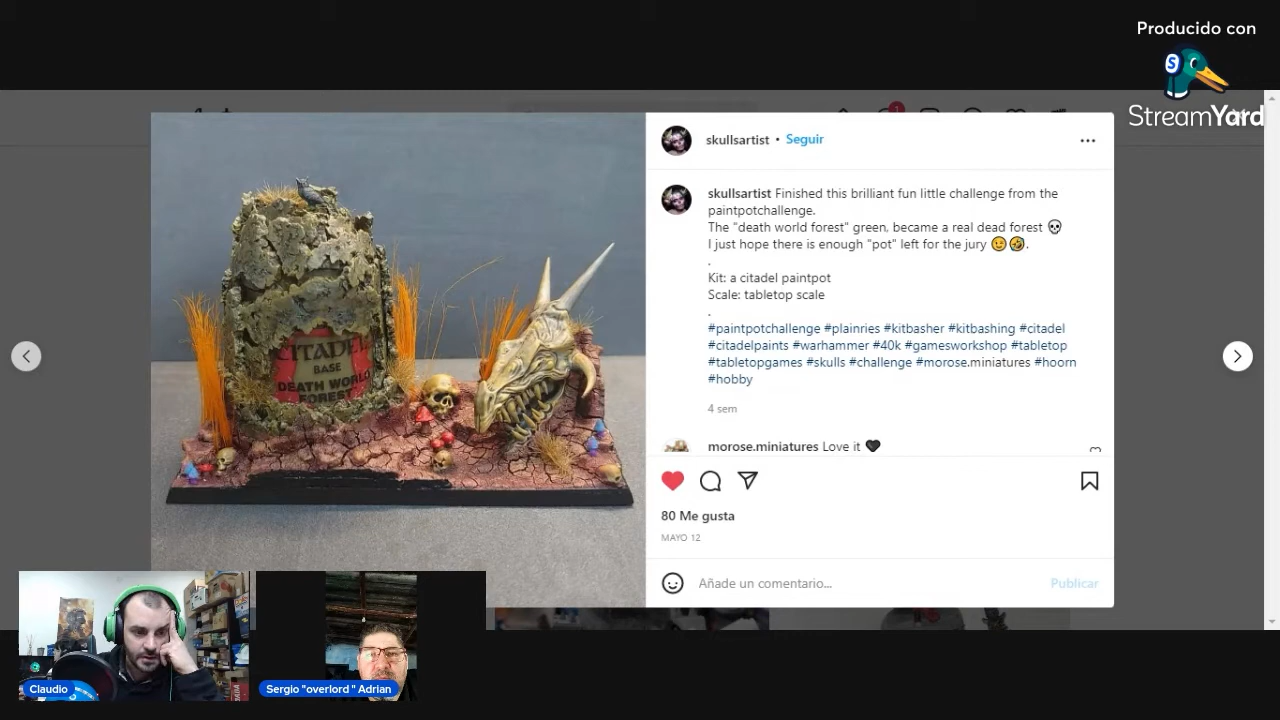 Producido con
S
StreamYard
1
skullsartist • Seguir
skullsartist Finished this brilliant fun little challenge from the
paintpotchallenge.
The "death world forest" green, became a real dead forest 💀
I just hope there is enough "pot" left for the jury 😉🤣.
.
Kit: a citadel paintpot
Scale: tabletop scale
.
#paintpotchallenge #plainries #kitbasher #kitbashing #citadel
#citadelpaints #warhammer #40k #gamesworkshop #tabletop
#tabletopgames #skulls #challenge #morose.miniatures #hoorn
#hobby
4 sem
morose.miniatures Love it 🖤
80 Me gusta
MAYO 12
Añade un comentario...
Publicar
CITADEL
BASE
DEATH WORLD
FOREST
Claudio
Sergio "overlord " Adrian